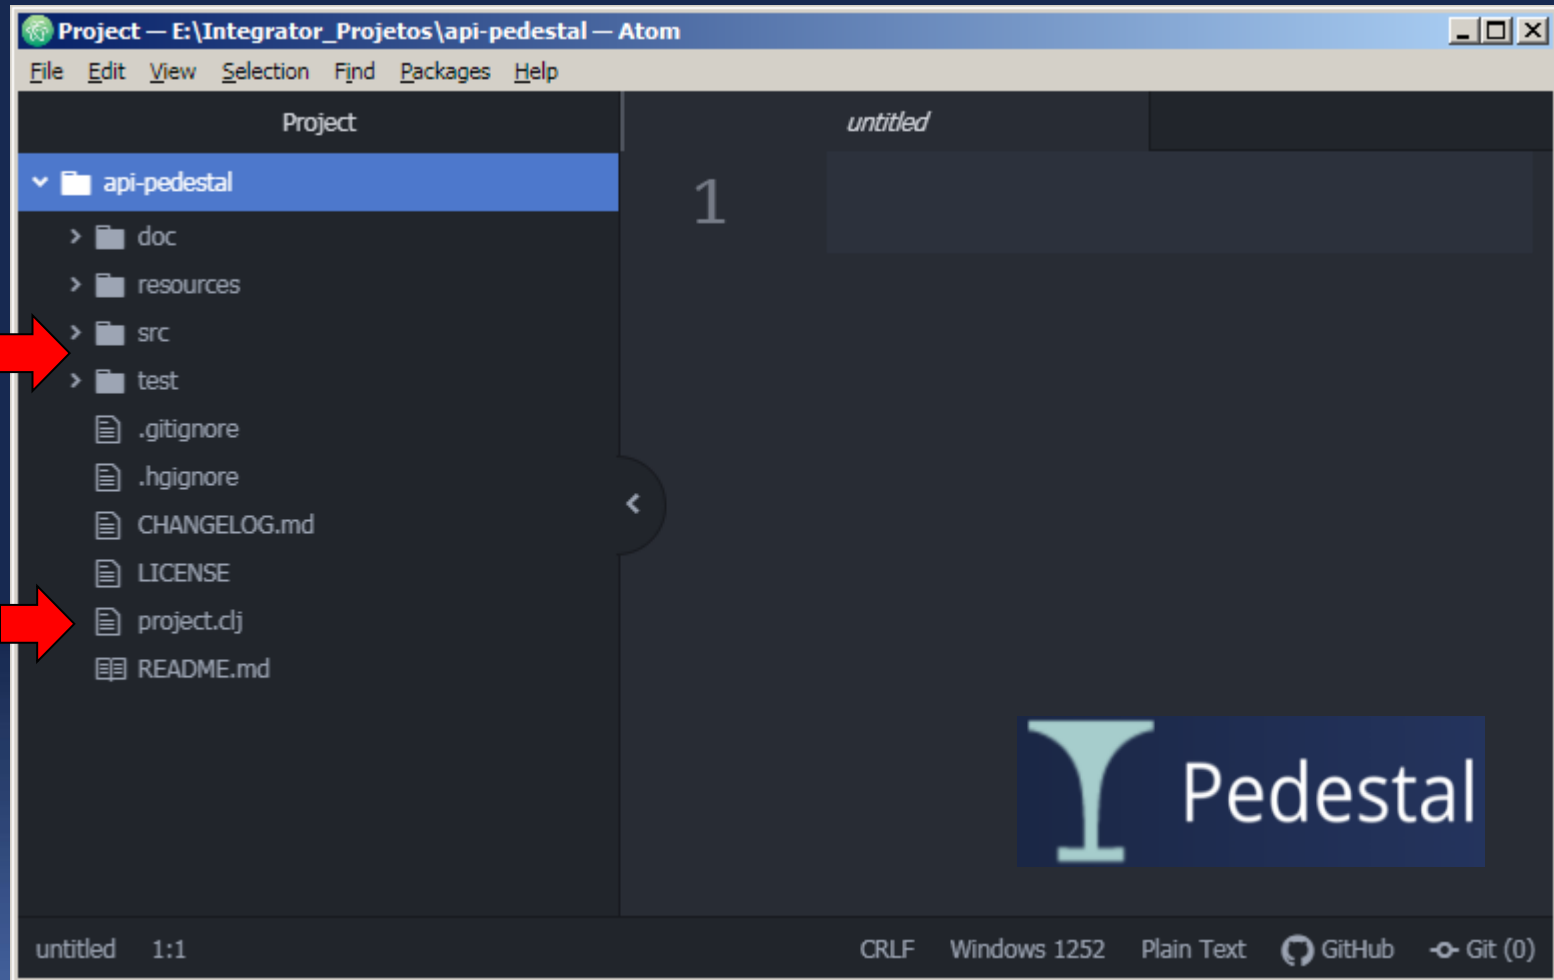 Project — E:\Integrator_Projetos\api-pedestal — Atom
File Edit View Selection Find Packages Help
Project
untitled
api-pedestal
1
doc
resources
src
test
.gitignore
.hgignore
CHANGELOG.md
LICENSE
project.clj
README.md
Pedestal
untitled 1:1 CRLF Windows 1252 Plain Text GitHub Git (0)